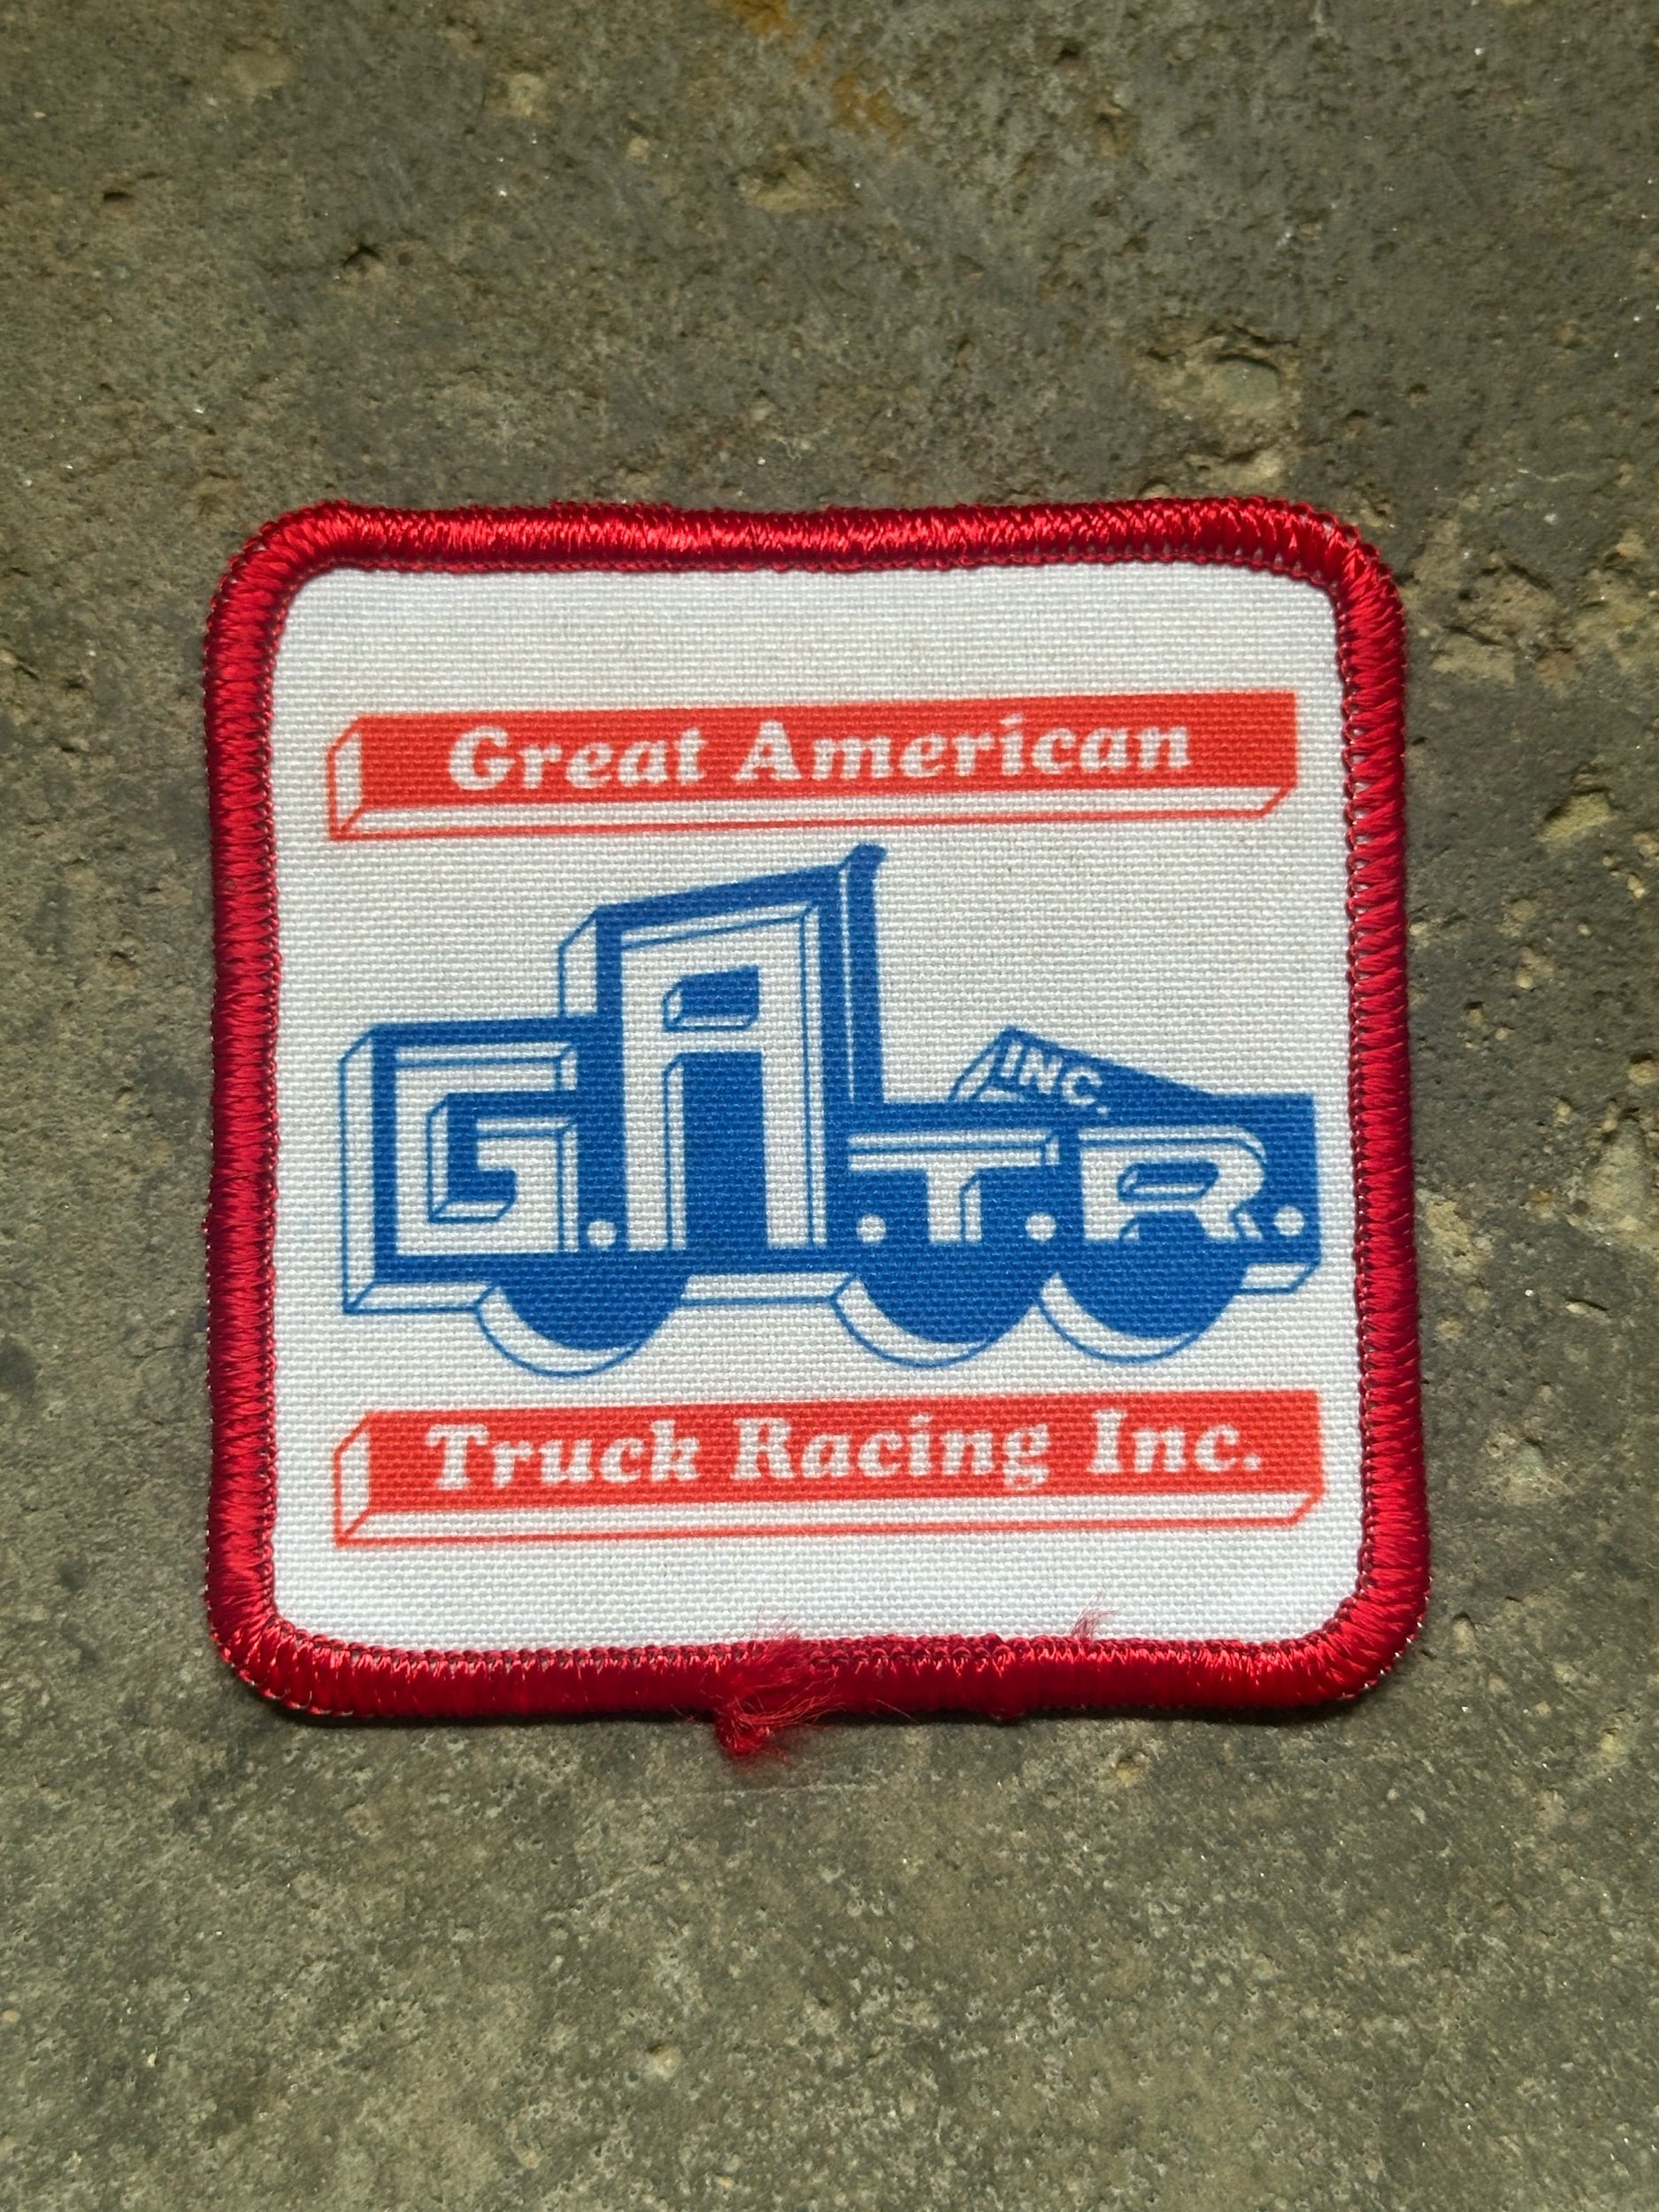 Great American
INC.
G.A.T.R.
Truck Racing Inc.